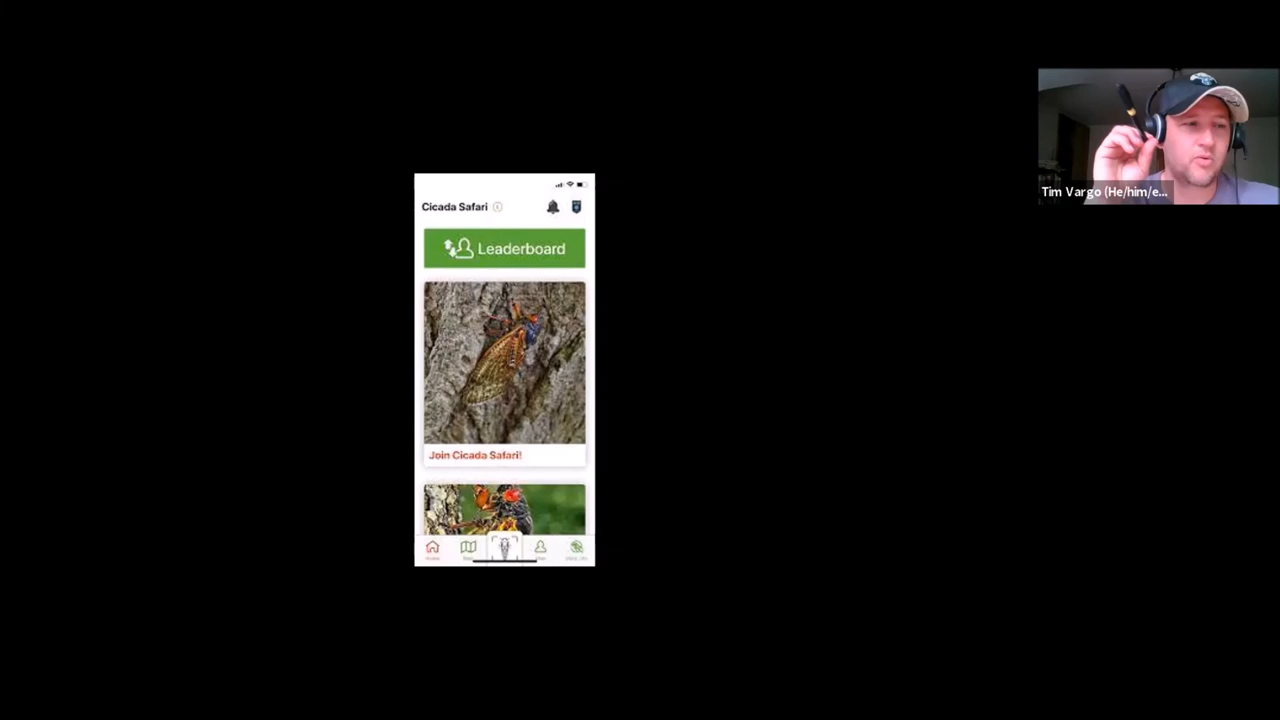 Cicada Safari
Leaderboard
Join Cicada Safari!
Tim Vargo (He/him/e...